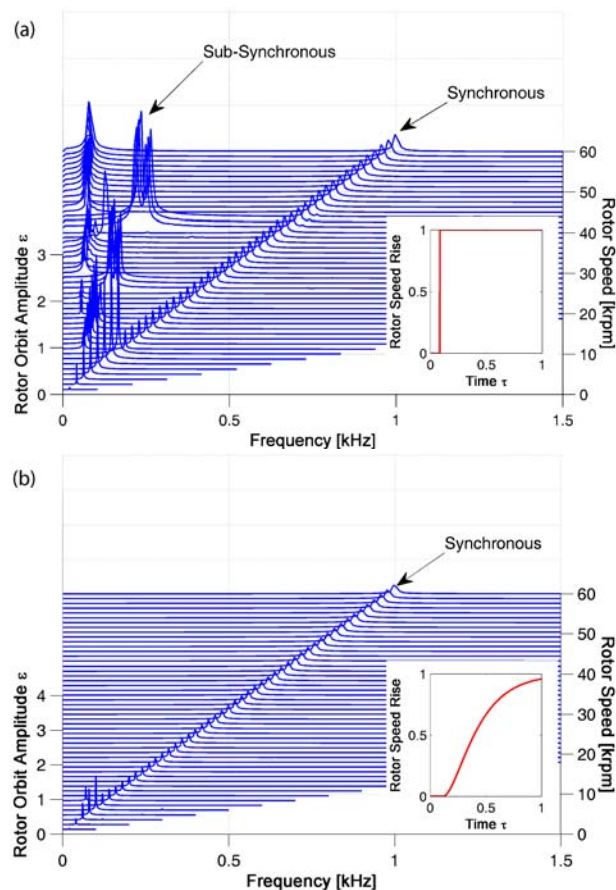 (a)
Sub-Synchronous
Synchronous
Rotor Orbit Amplitude ε
3
2
1
0
60
50
40
30
20
10
0
Rotor Speed [krpm]
Rotor Speed Rise
1
0.5
0
0
0.5
1
Time τ
0
0.5
1
1.5
Frequency [kHz]
(b)
Synchronous
Rotor Orbit Amplitude ε
4
3
2
1
0
60
50
40
30
20
10
0
Rotor Speed [krpm]
Rotor Speed Rise
1
0.5
0
0
0.5
1
Time τ
0
0.5
1
1.5
Frequency [kHz]